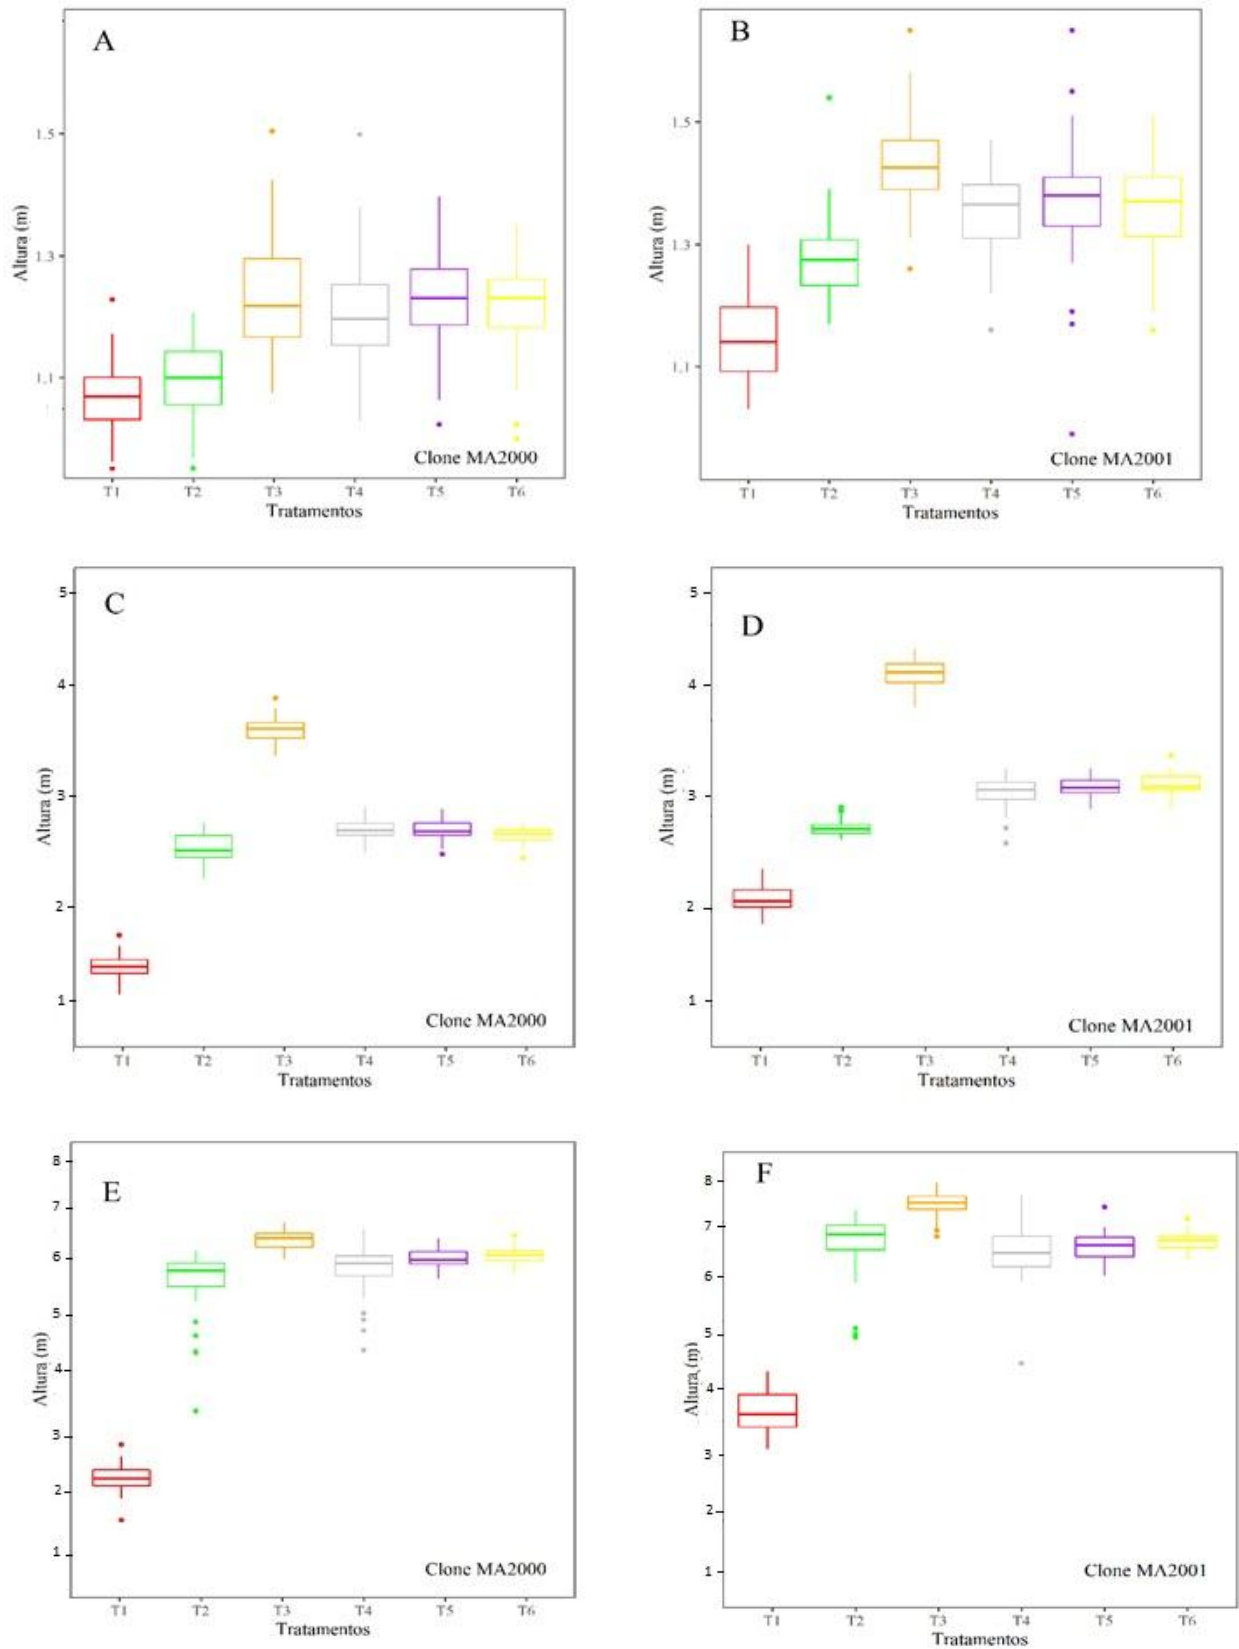 A
1.5
1.3
1.1
Altura (m)
Clone MA2000
T1 T2 T3 T4 T5 T6
Tratamentos
B
1.5
1.3
1.1
Altura (m)
Clone MA2001
T1 T2 T3 T4 T5 T6
Tratamentos
C
5
4
3
2
1
Altura (m)
Clone MA2000
T1 T2 T3 T4 T5 T6
Tratamentos
D
5
4
3
2
1
Altura (m)
Clone MA2001
T1 T2 T3 T4 T5 T6
Tratamentos
E
8
7
6
5
4
3
2
1
Altura (m)
Clone MA2000
T1 T2 T3 T4 T5 T6
Tratamentos
F
8
7
6
5
4
3
2
1
Altura (m)
Clone MA2001
T1 T2 T3 T4 T5 T6
Tratamentos